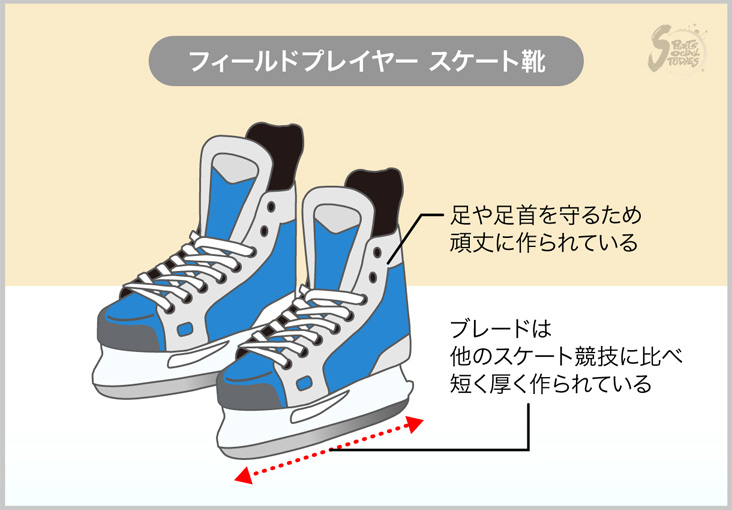 フィールドプレイヤー スケート靴
SPORTS
SOCIAL
STORIES
足や足首を守るため
頑丈に作られている
ブレードは
他のスケート競技に比べ
短く厚く作られている